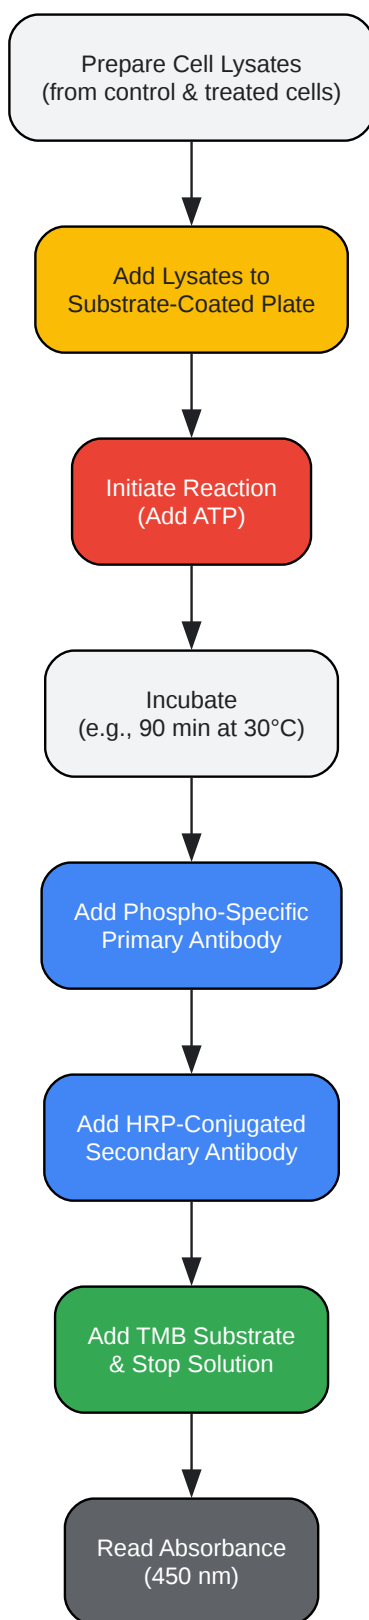 Prepare Cell Lysates
(from control & treated cells)
Add Lysates to
Substrate-Coated Plate
Initiate Reaction
(Add ATP)
Incubate
(e.g., 90 min at 30°C)
Add Phospho-Specific
Primary Antibody
Add HRP-Conjugated
Secondary Antibody
Add TMB Substrate
& Stop Solution
Read Absorbance
(450 nm)